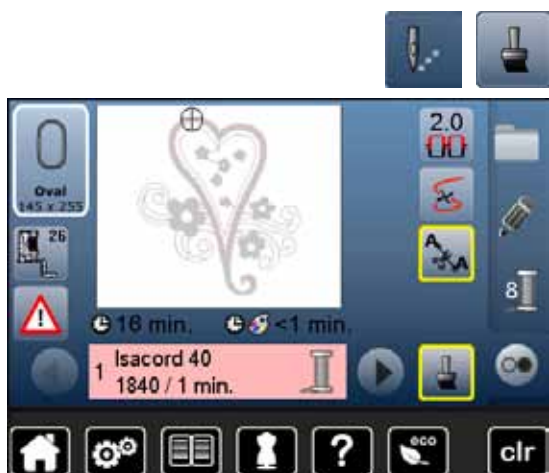 2.0
Oval
145 x 255
26
A
A
8
16 min.
<1 min.
1
Isacord 40
1840 / 1 min.
?
eco
clr